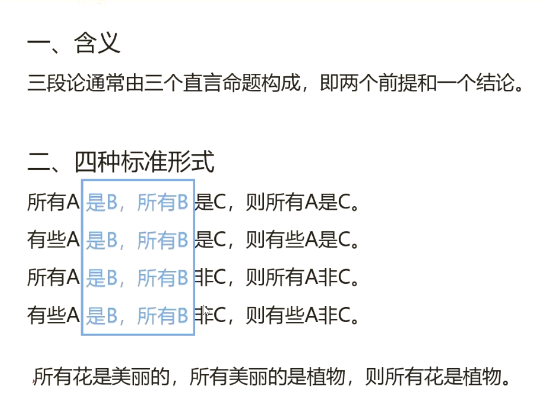 一、含义
三段论通常由三个直言命题构成，即两个前提和一个结论。
二、四种标准形式
所有A 是B，所有B 是C，则所有A是C。
有些A 是B，所有B 是C，则有些A是C。
所有A 是B，所有B 非C，则所有A非C。
有些A 是B，所有B 非C，则有些A非C。
所有花是美丽的，所有美丽的是植物，则所有花是植物。